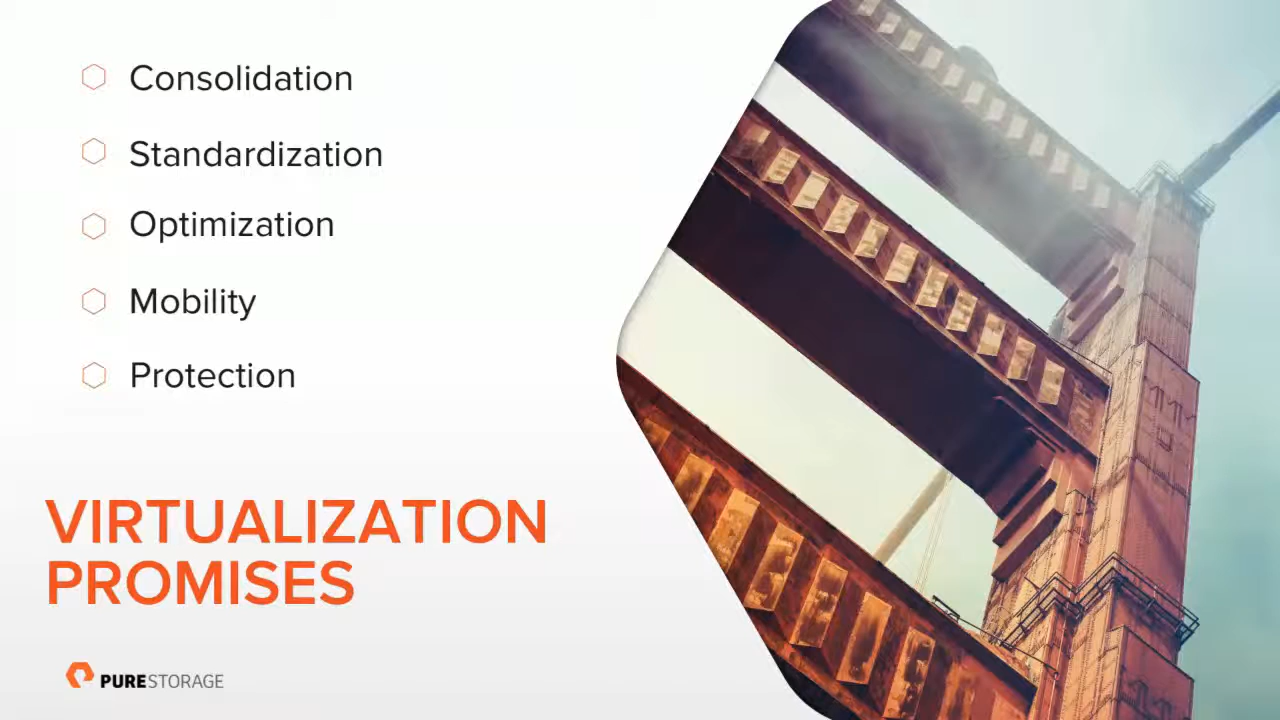 Consolidation
Standardization
Optimization
Mobility
Protection
VIRTUALIZATION
PROMISES
PURESTORAGE